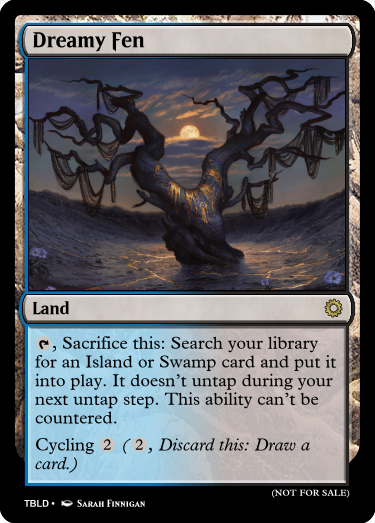 Dreamy Fen
Land
, Sacrifice this: Search your library
for an Island or Swamp card and put it
into play. It doesn't untap during your
next untap step. This ability can't be
countered.
Cycling 2 ( 2 , Discard this: Draw a
card.)
(NOT FOR SALE)
TBLD • Sarah Finnigan